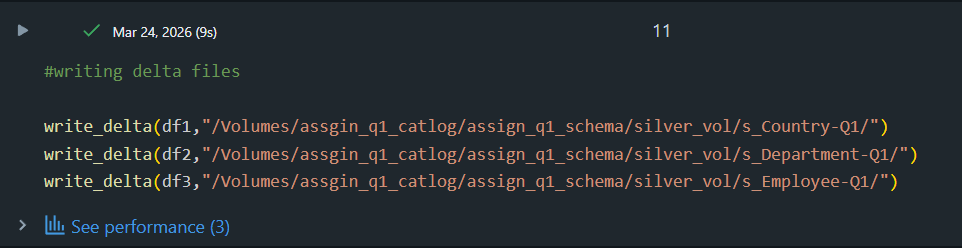 Mar 24, 2026 (9s) 11
#writing delta files
write_delta(df1,"/Volumes/assgin_q1_catlog/assign_q1_schema/silver_vol/s_Country-Q1/")
write_delta(df2,"/Volumes/assgin_q1_catlog/assign_q1_schema/silver_vol/s_Department-Q1/")
write_delta(df3,"/Volumes/assgin_q1_catlog/assign_q1_schema/silver_vol/s_Employee-Q1/")
See performance (3)